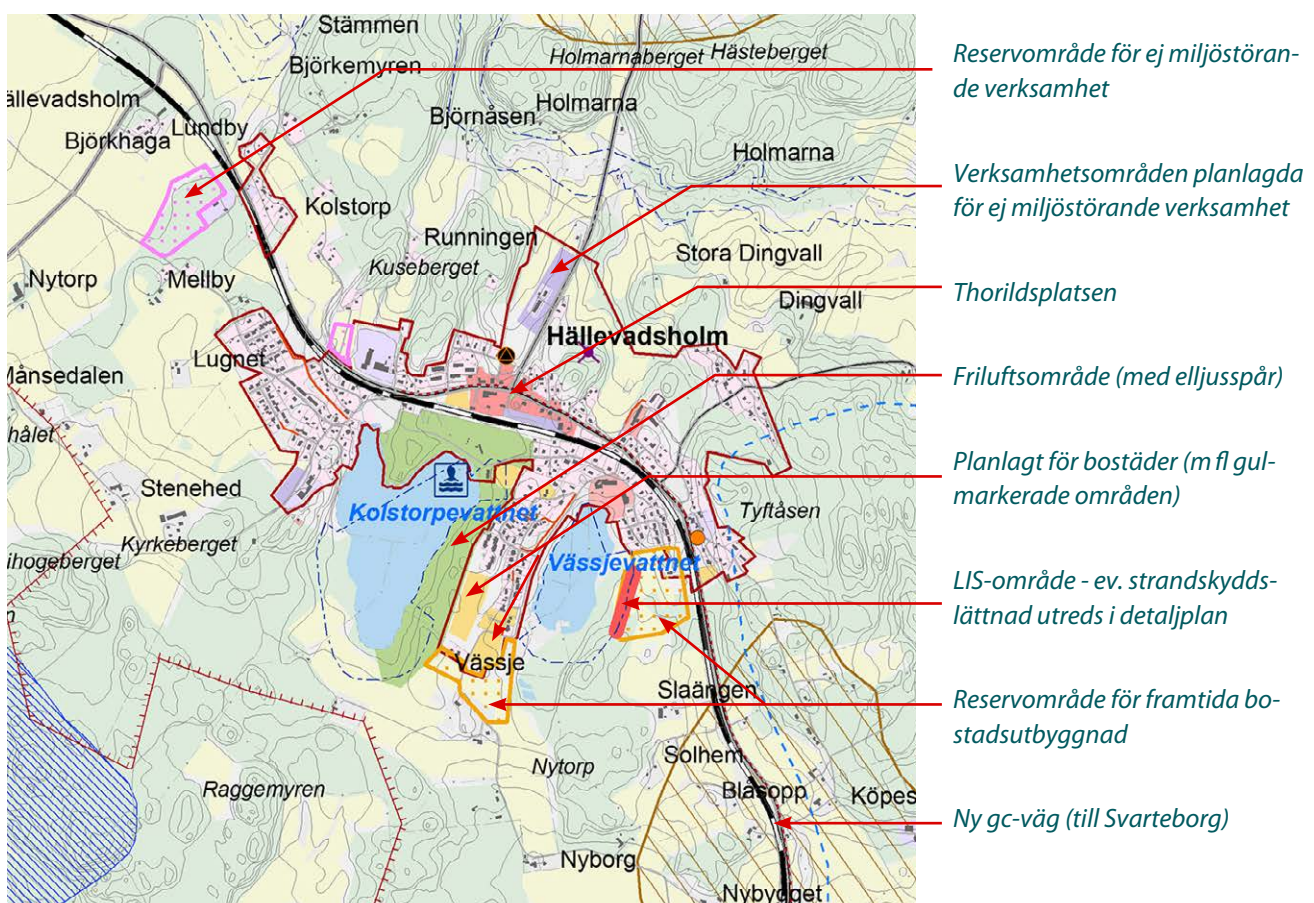 Stämmen
Björkemyren
Holmarnaberget Hästeberget
ällevadsholm
Björkhaga
Lundby
Björnåsen
Holmarna
Holmarna
Kolstorp
Runningen
Kuseberget
Stora Dingvall
Nytorp
Mellby
Dingvall
Hällevadsholm
Lugnet
Månsedalen
hålet
Stenehed
Kolstorpevattnet
Kyrkeberget
Tyftåsen
ihogeberget
Vässjevattnet
n
Vässje
Slaängen
Solhem
Nytorp
Raggemyren
Blåsopp
Köpes
Nyborg
Nybygget
Reservområde för ej miljöstöran-
de verksamhet
Verksamhetsområden planlagda
för ej miljöstörande verksamhet
Thorildsplatsen
Friluftsområde (med elljusspår)
Planlagt för bostäder (m fl gul-
markerade områden)
LIS-område - ev. strandskydds-
lättnad utreds i detaljplan
Reservområde för framtida bo-
stadsutbyggnad
Ny gc-väg (till Svarteborg)